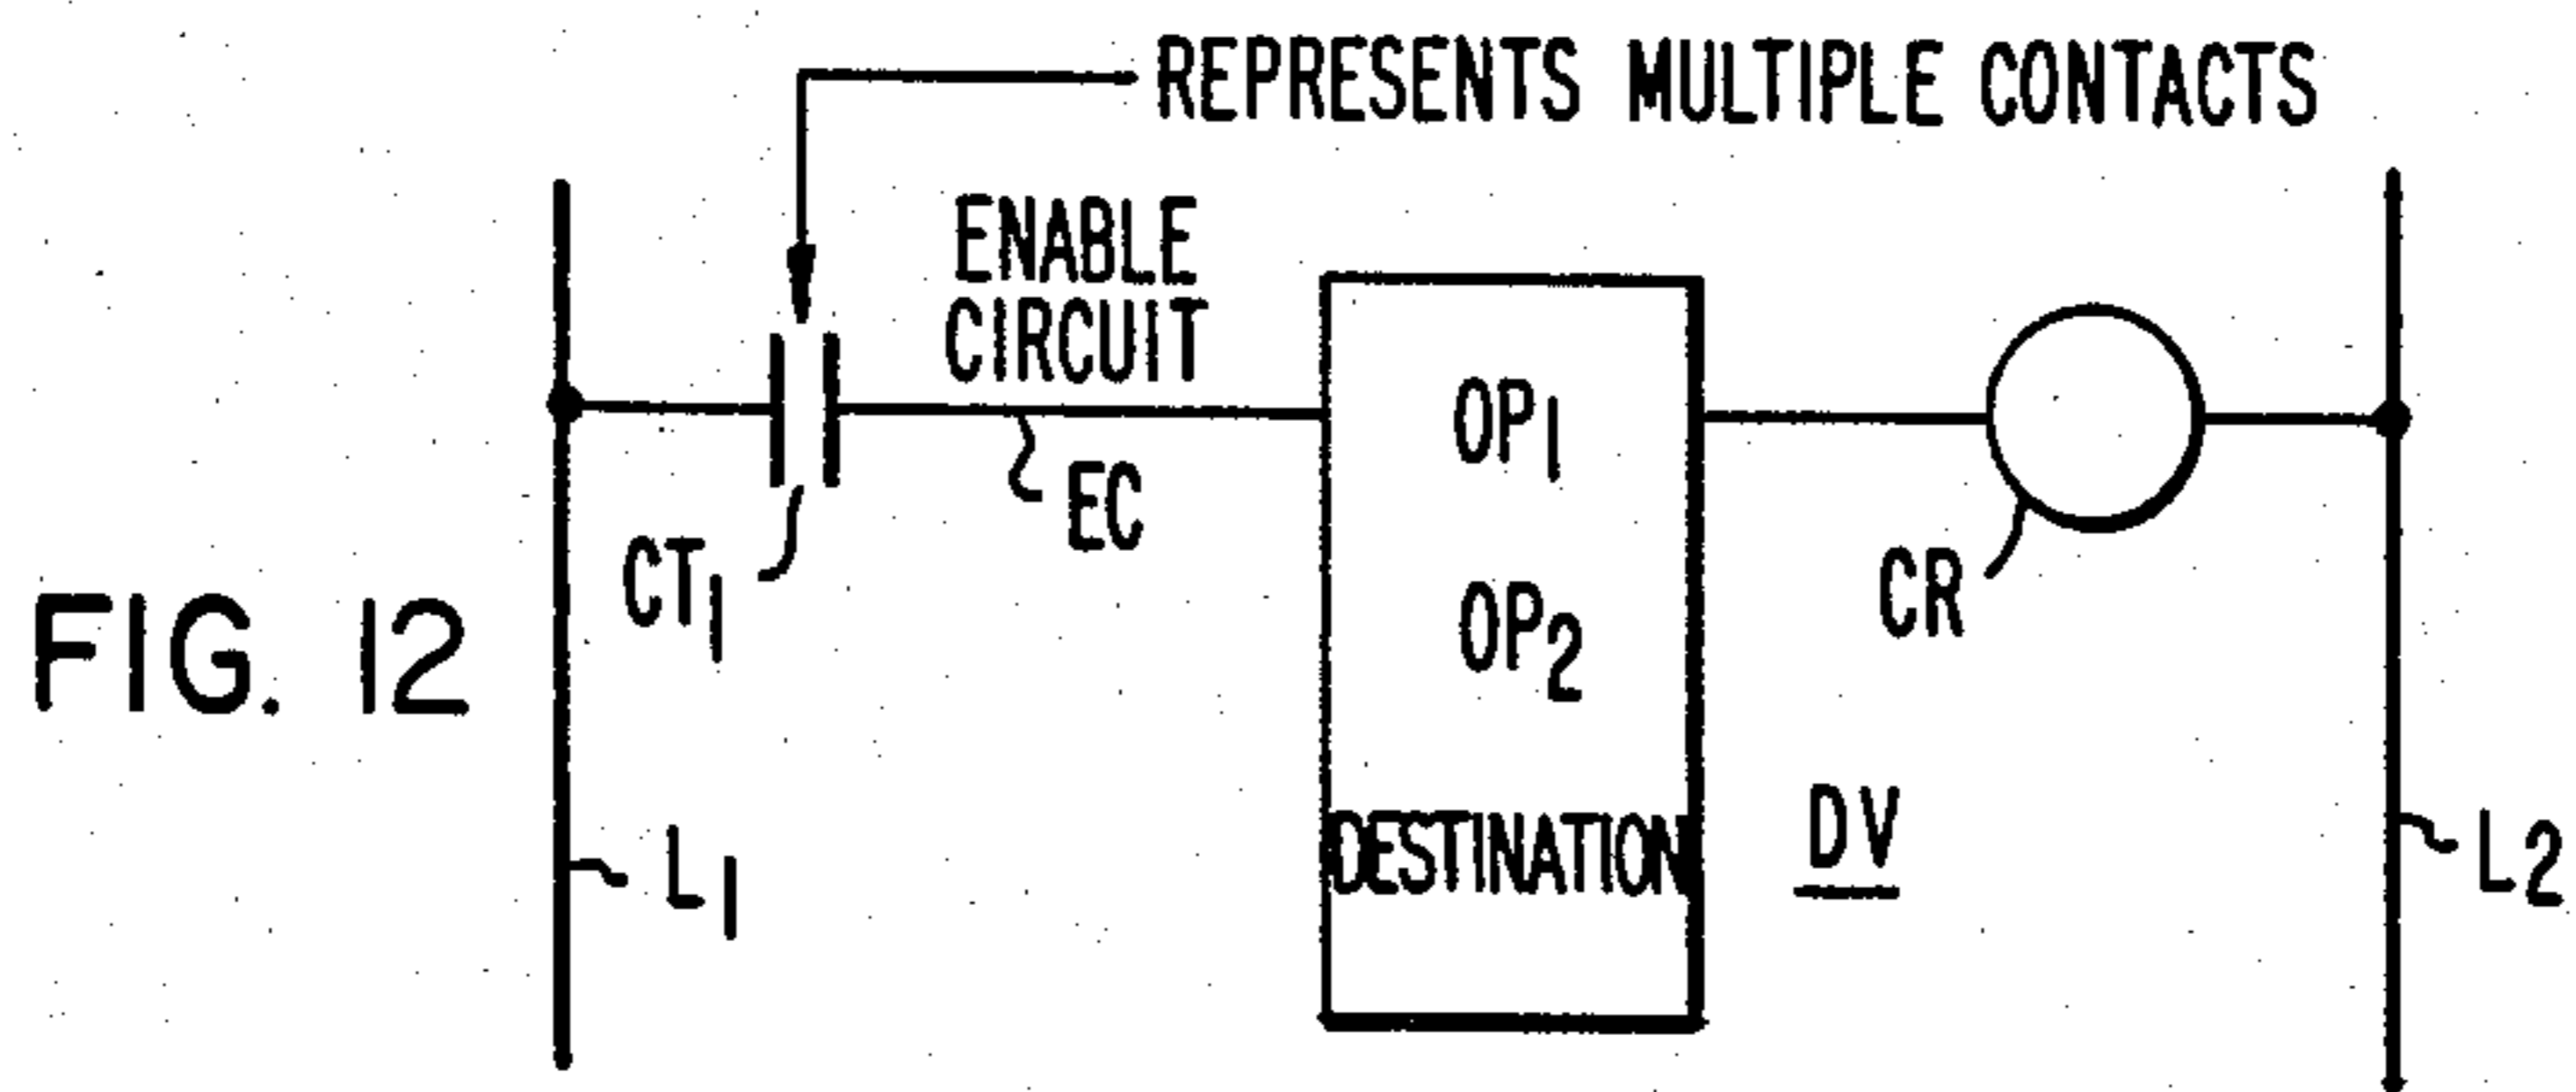 REPRESENTS MULTIPLE CONTACTS
ENABLE
CIRCUIT
EC
CT1
OP1
OP2
DESTINATION
CR
DV
L1
L2
FIG. 12